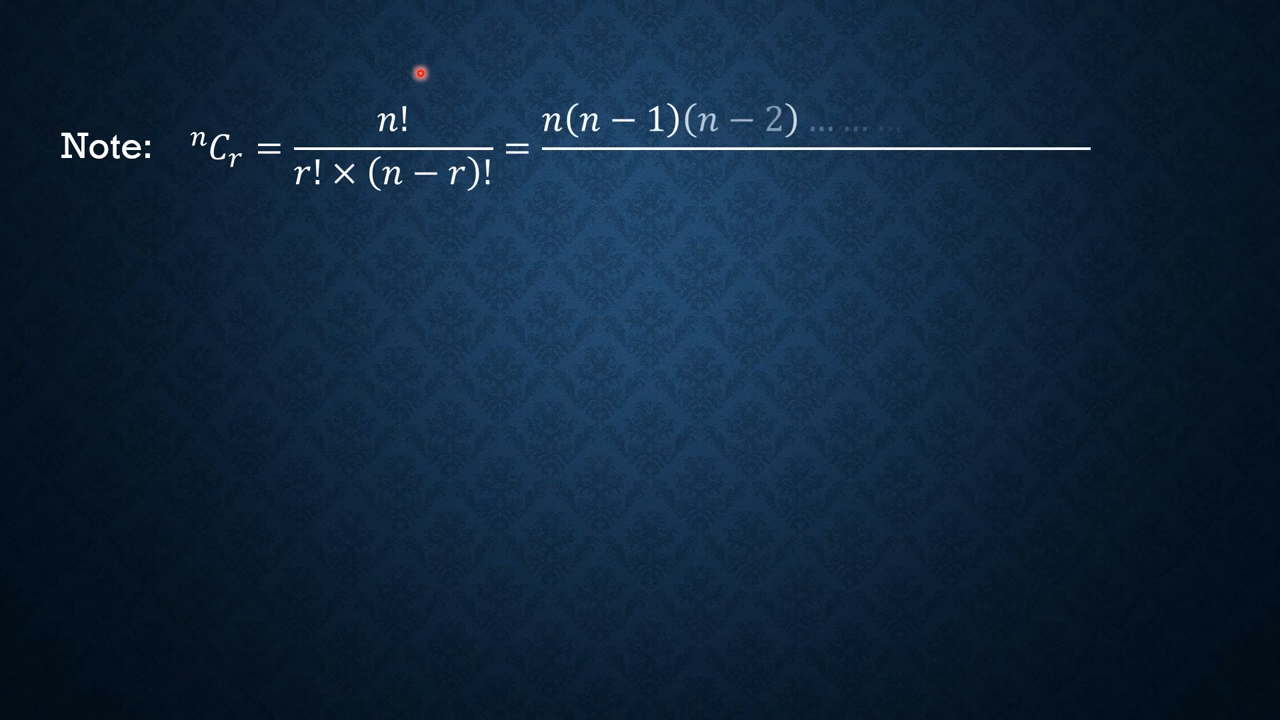 Note: ⁿCᵣ = n! / (r! × (n − r)!) = n(n − 1)(n − 2) ... ... ...